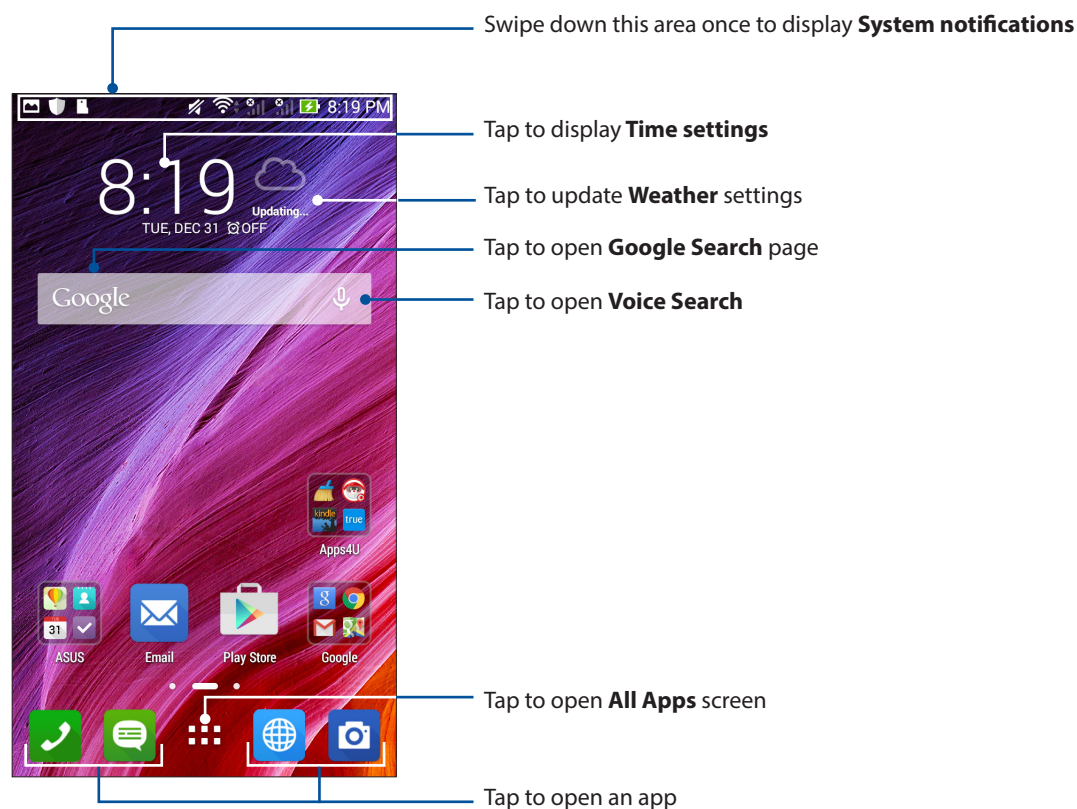 Swipe down this area once to display System notifications
8:19 PM
Tap to display Time settings
8:19
Updating...
Tap to update Weather settings
TUE, DEC 31 OFF
Tap to open Google Search page
Google
Tap to open Voice Search
kindle
true
Apps4U
8
31
ASUS
Email
Play Store
Google
Tap to open All Apps screen
Tap to open an app